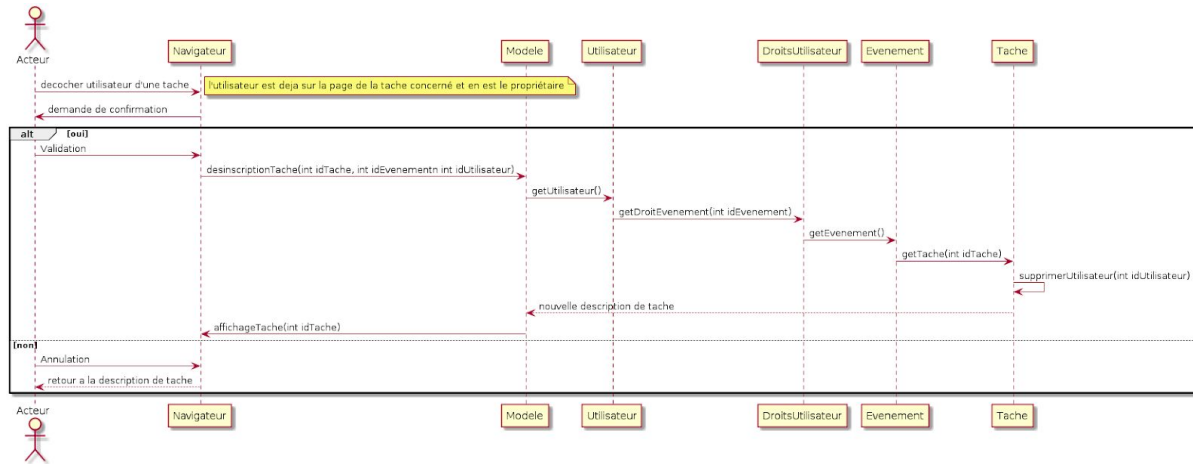 Acteur
Navigateur
Modele
Utilisateur
DroitsUtilisateur
Evenement
Tache
decocher utilisateur d'une tache
l'utilisateur est deja sur la page de la tache concerné et en est le propriétaire
demande de confirmation
alt
[oui]
Validation
desinscriptionTache(int idTache, int idEvenementn int idUtilisateur)
getUtilisateur()
getDroitEvenement(int idEvenement)
getEvenement()
getTache(int idTache)
supprimerUtilisateur(int idUtilisateur)
nouvelle description de tache
affichageTache(int idTache)
[non]
Annulation
retour a la description de tache
Acteur
Navigateur
Modele
Utilisateur
DroitsUtilisateur
Evenement
Tache